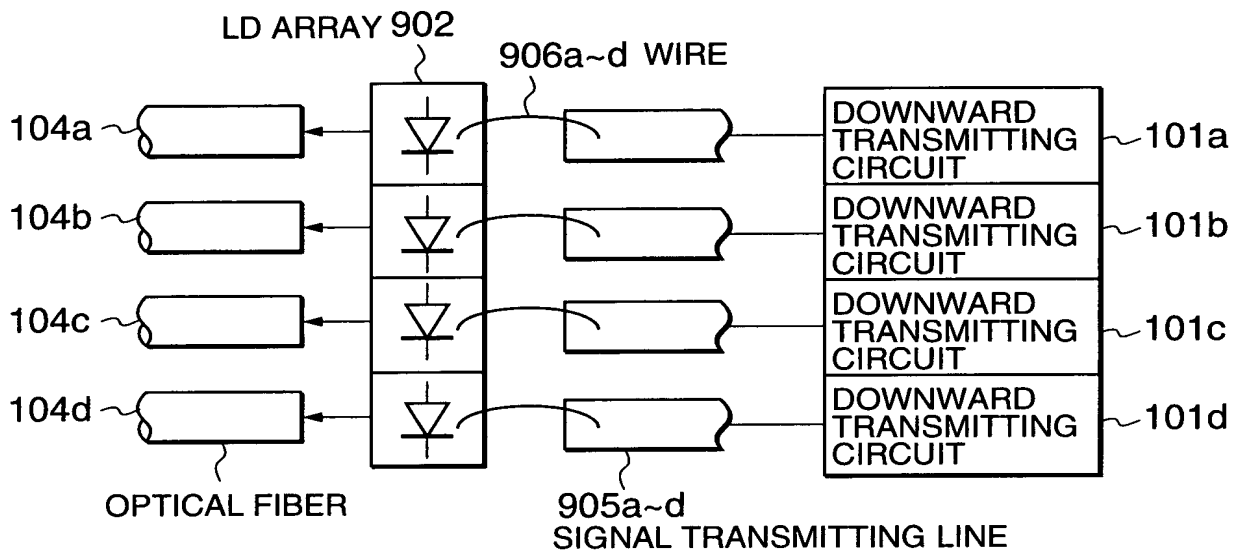 LD ARRAY 902
906a~d WIRE
104a
DOWNWARD
TRANSMITTING
CIRCUIT
101a
104b
DOWNWARD
TRANSMITTING
CIRCUIT
101b
104c
DOWNWARD
TRANSMITTING
CIRCUIT
101c
104d
DOWNWARD
TRANSMITTING
CIRCUIT
101d
OPTICAL FIBER
905a~d
SIGNAL TRANSMITTING LINE